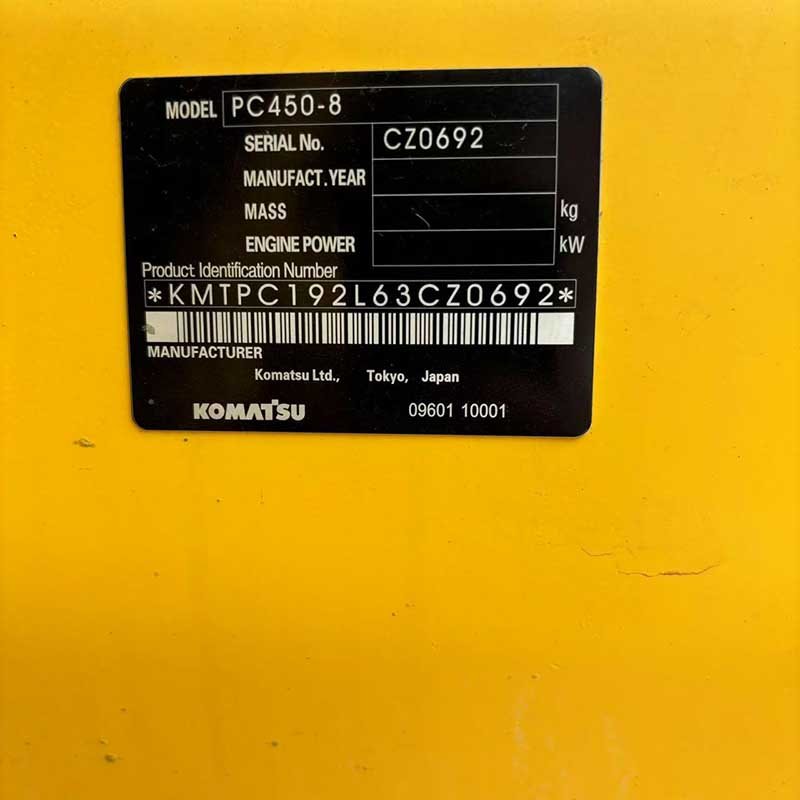 MODEL PC450-8
SERIAL No. CZ0692
MANUFACT.YEAR
MASS kg
ENGINE POWER kW
Product Identification Number
*KMTPC192L63CZ0692*
MANUFACTURER
Komatsu Ltd., Tokyo, Japan
KOMATSU 09601 10001